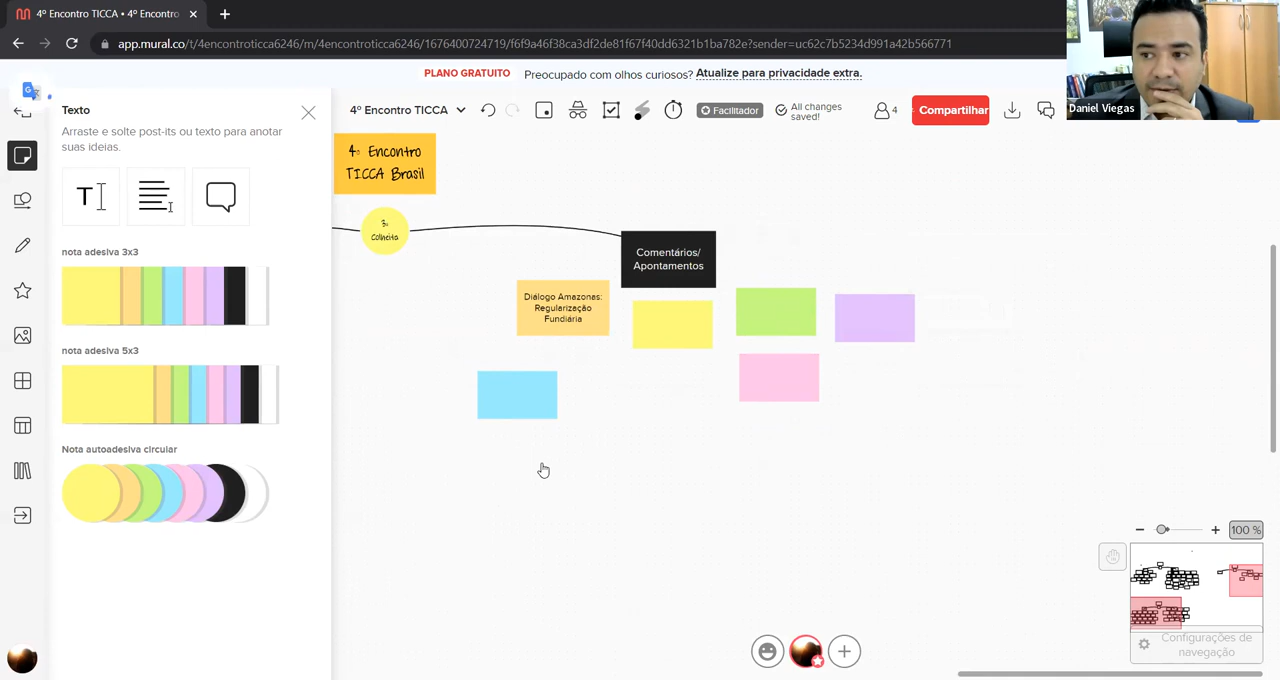 4º Encontro TICCA • 4º Encontro
app.mural.co/t/4encontroticca6246/m/4encontroticca6246/1676400724719/f6f9a46f38ca3df2de81f67f40dd6321b1ba782e?sender=uc62c7b5234d991a42b566771
Daniel Viegas
PLANO GRATUITO Preocupado com olhos curiosos? Atualize para privacidade extra.
Texto
Arraste e solte post-its ou texto para anotar
suas ideias.
T
nota adesiva 3x3
nota adesiva 5x3
Nota autoadesiva circular
4º Encontro TICCA
Facilitador
All changes
saved!
4
Compartilhar
4º Encontro
TICCA Brasil
3º
Colheita
Comentários/
Apontamentos
Diálogo Amazonas:
Regularização
Fundiária
100 %
Configurações de
navegação